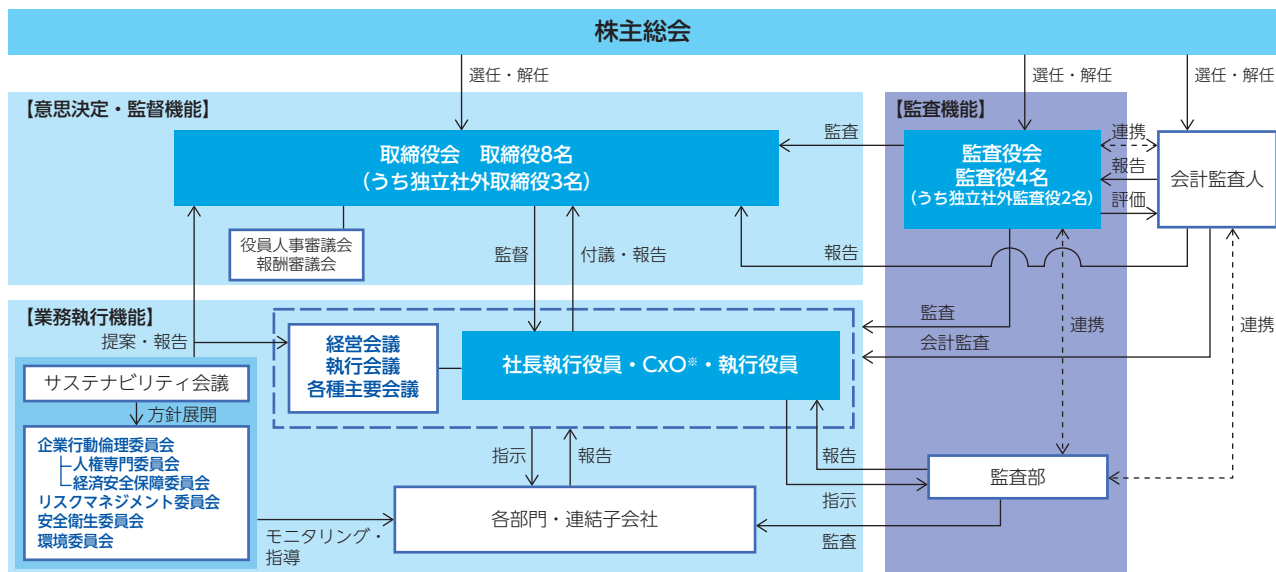 株主総会
選任・解任
選任・解任
選任・解任
【意思決定・監督機能】
【監査機能】
取締役会　取締役8名
（うち独立社外取締役3名）
監査
監査役会
監査役4名
（うち独立社外監査役2名）
連携
報告
評価
会計監査人
役員人事審議会
報酬審議会
監督
付議・報告
報告
【業務執行機能】
提案・報告
経営会議
執行会議
各種主要会議
社長執行役員・CxO※・執行役員
監査
会計監査
連携
連携
サステナビリティ会議
方針展開
企業行動倫理委員会
人権専門委員会
経済安全保障委員会
リスクマネジメント委員会
安全衛生委員会
環境委員会
指示
報告
報告
指示
監査部
各部門・連結子会社
モニタリング・
指導
監査